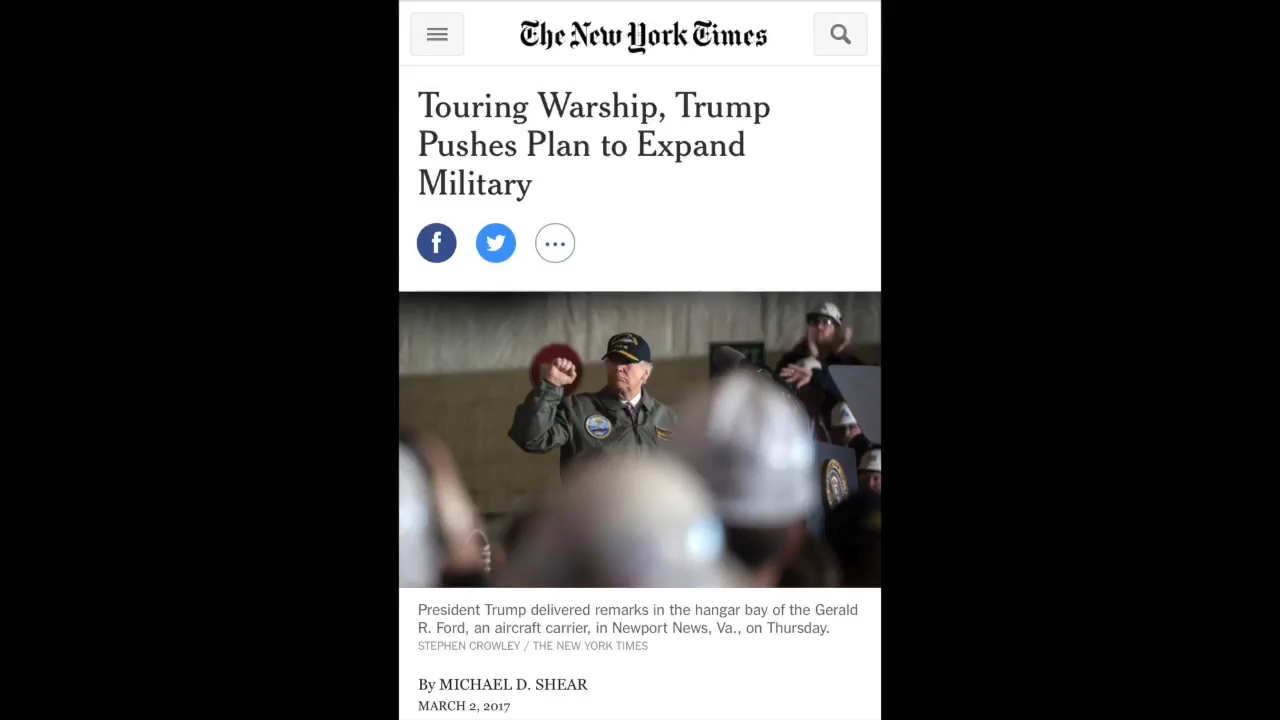 The New York Times
Touring Warship, Trump
Pushes Plan to Expand
Military
President Trump delivered remarks in the hangar bay of the Gerald
R. Ford, an aircraft carrier, in Newport News, Va., on Thursday.
STEPHEN CROWLEY / THE NEW YORK TIMES
By MICHAEL D. SHEAR
MARCH 2, 2017